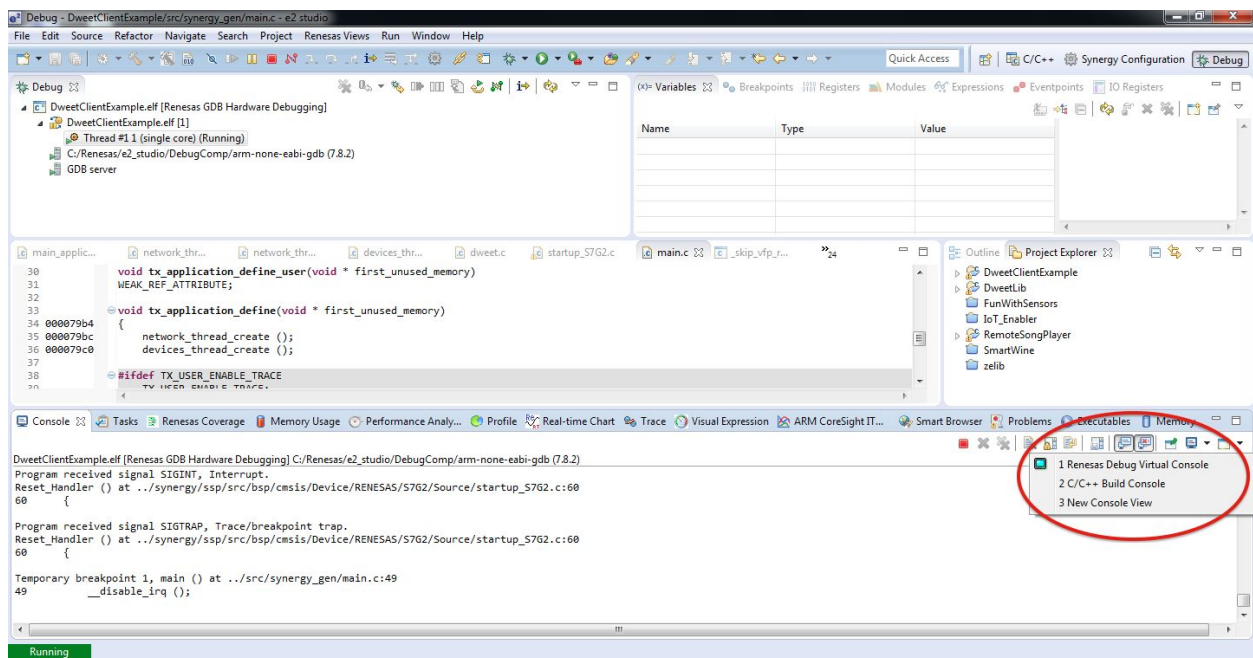 Debug - DweetClientExample/src/synergy_gen/main.c - e2 studio
File Edit Source Refactor Navigate Search Project Renesas Views Run Window Help
Quick Access C/C++ Synergy Configuration Debug
Debug
DweetClientExample.elf [Renesas GDB Hardware Debugging]
DweetClientExample.elf [1]
Thread #1 1 (single core) (Running)
C:/Renesas/e2_studio/DebugComp/arm-none-eabi-gdb (7.8.2)
GDB server
(x)= Variables Breakpoints Registers Modules Expressions Eventpoints IO Registers
Name Type Value
main_applic... network_thr... network_thr... devices_thr... dweet.c startup_S7G2.c main.c _skip_vfp_r... »24
30 void tx_application_define_user(void * first_unused_memory)
31 WEAK_REF_ATTRIBUTE;
32
33 void tx_application_define(void * first_unused_memory)
34 000079b4 {
35 000079bc network_thread_create ();
36 000079c0 devices_thread_create ();
37
38 #ifdef TX_USER_ENABLE_TRACE
39 TX_USER_ENABLE_TRACE;
Outline Project Explorer
DweetClientExample
DweetLib
FunWithSensors
IoT_Enabler
RemoteSongPlayer
SmartWine
zelib
Console Tasks Renesas Coverage Memory Usage Performance Analy... Profile Real-time Chart Trace Visual Expression ARM CoreSight IT... Smart Browser Problems Executables Memory
DweetClientExample.elf [Renesas GDB Hardware Debugging] C:/Renesas/e2_studio/DebugComp/arm-none-eabi-gdb (7.8.2)
Program received signal SIGINT, Interrupt.
Reset_Handler () at ../synergy/ssp/src/bsp/cmsis/Device/RENESAS/S7G2/Source/startup_S7G2.c:60
60 {
Program received signal SIGTRAP, Trace/breakpoint trap.
Reset_Handler () at ../synergy/ssp/src/bsp/cmsis/Device/RENESAS/S7G2/Source/startup_S7G2.c:60
60 {
Temporary breakpoint 1, main () at ../src/synergy_gen/main.c:49
49 __disable_irq ();
1 Renesas Debug Virtual Console
2 C/C++ Build Console
3 New Console View
Running